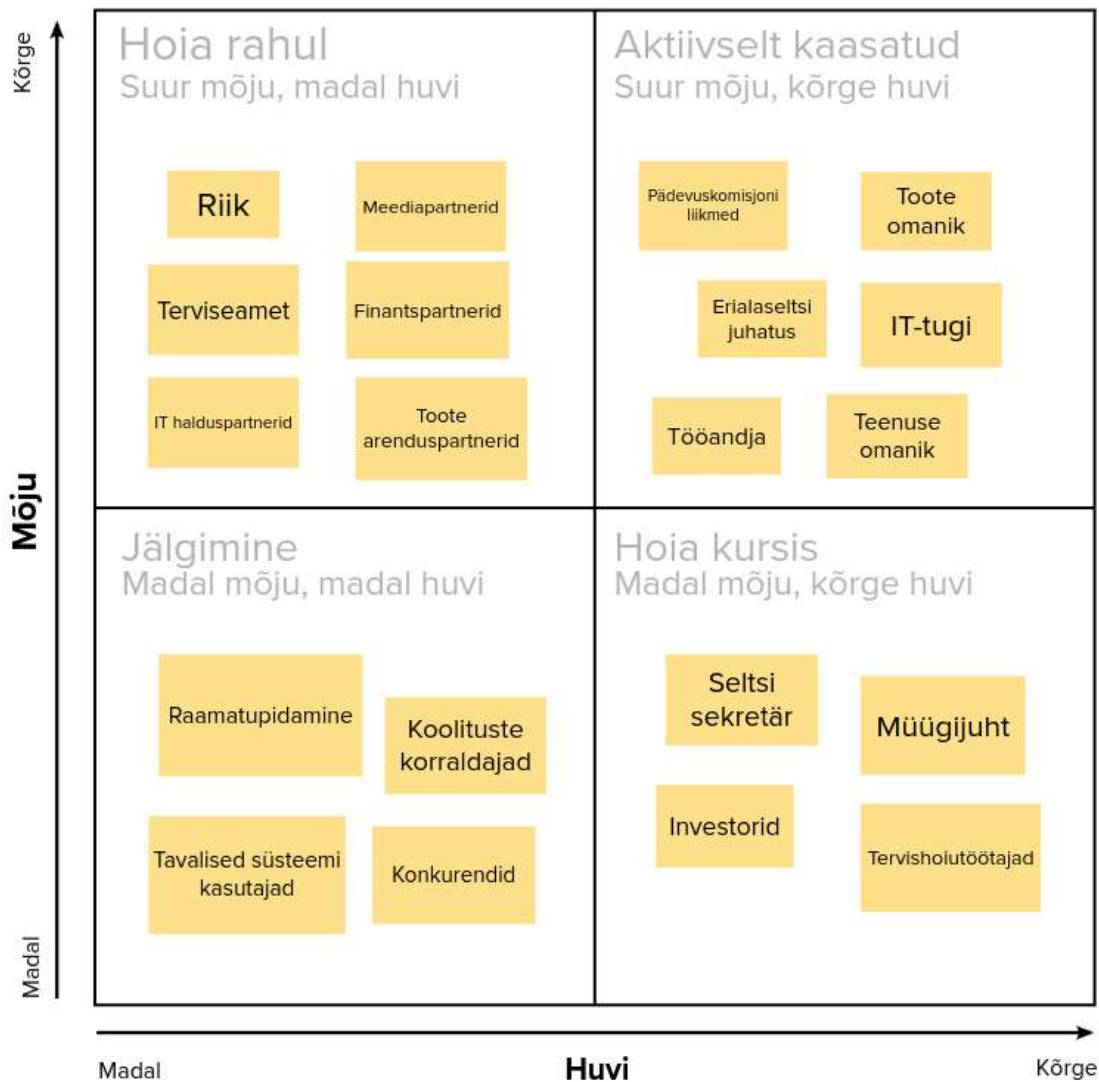 Kõrge
Hoia rahul
Suur mõju, madal huvi
Riik
Meediapartnerid
Terviseamet
Finantspartnerid
IT halduspartnerid
Toote
arenduspartnerid
Aktiivselt kaasatud
Suur mõju, kõrge huvi
Pädevuskomisjoni
liikmed
Toote
omanik
Erialaseltsi
juhatus
IT-tugi
Tööandja
Teenuse
omanik
Mõju
Jälgimine
Madal mõju, madal huvi
Raamatupidamine
Koolituste
korraldajad
Tavalised süsteemi
kasutajad
Konkurendid
Hoia kursis
Madal mõju, kõrge huvi
Seltsi
sekretär
Müügijuht
Investorid
Tervishoiutöötajad
Madal
Madal
Huvi
Kõrge